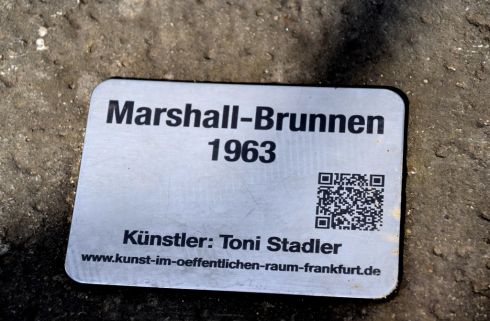 Marshall-Brunnen
1963
Künstler: Toni Stadler
www.kunst-im-oeffentlichen-raum-frankfurt.de